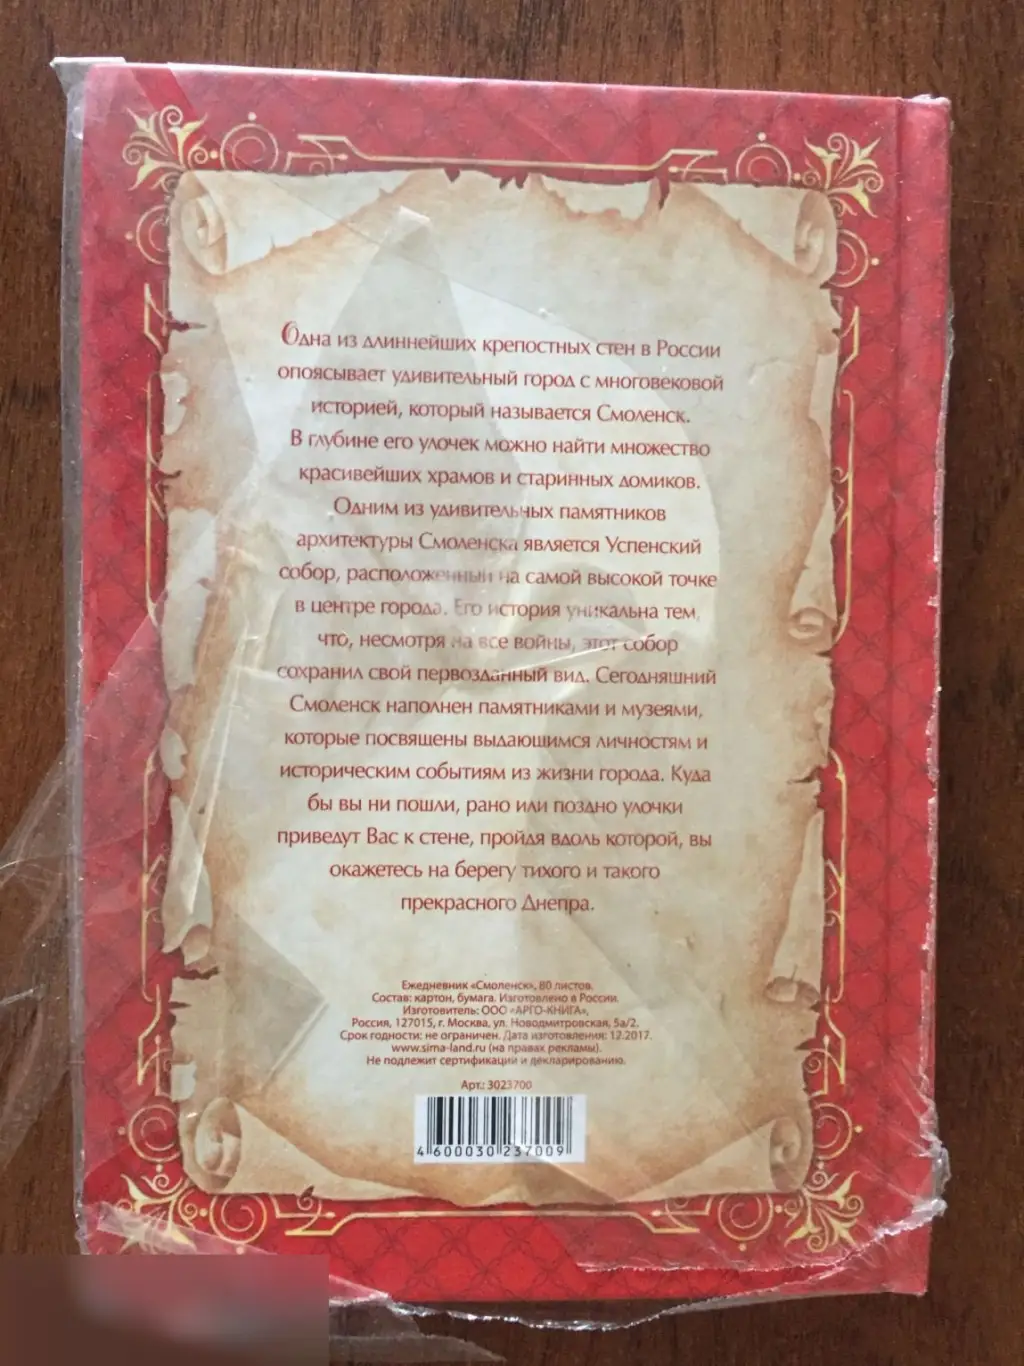 Одна из длиннейших крепостных стен в России
опоясывает удивительный город с многовековой
историей, который называется Смоленск.
В глубине его улочек можно найти множество
красивейших храмов и старинных домиков.
Одним из удивительных памятников
архитектуры Смоленска является Успенский
собор, расположенный на самой высокой точке
в центре города. Его история уникальна тем,
что, несмотря на все войны, этот собор
сохранил свой первозданный вид. Сегодняшний
Смоленск наполнен памятниками и музеями,
которые посвящены выдающимся личностям и
историческим событиям из жизни города. Куда
бы вы ни пошли, рано или поздно улочки
приведут Вас к стене, пройдя вдоль которой, вы
окажетесь на берегу тихого и такого
прекрасного Днепра.
Ежедневник «Смоленск», 80 листов.
Состав: картон, бумага. Изготовлено в России.
Изготовитель: ООО «АРГО-КНИГА»,
Россия, 127015, г. Москва, ул. Новодмитровская, 5а/2.
Срок годности: не ограничен. Дата изготовления: 12.2017.
www.sima-land.ru (на правах рекламы).
Не подлежит сертификации и декларированию.
Арт.: 3023700
4 600030 237009